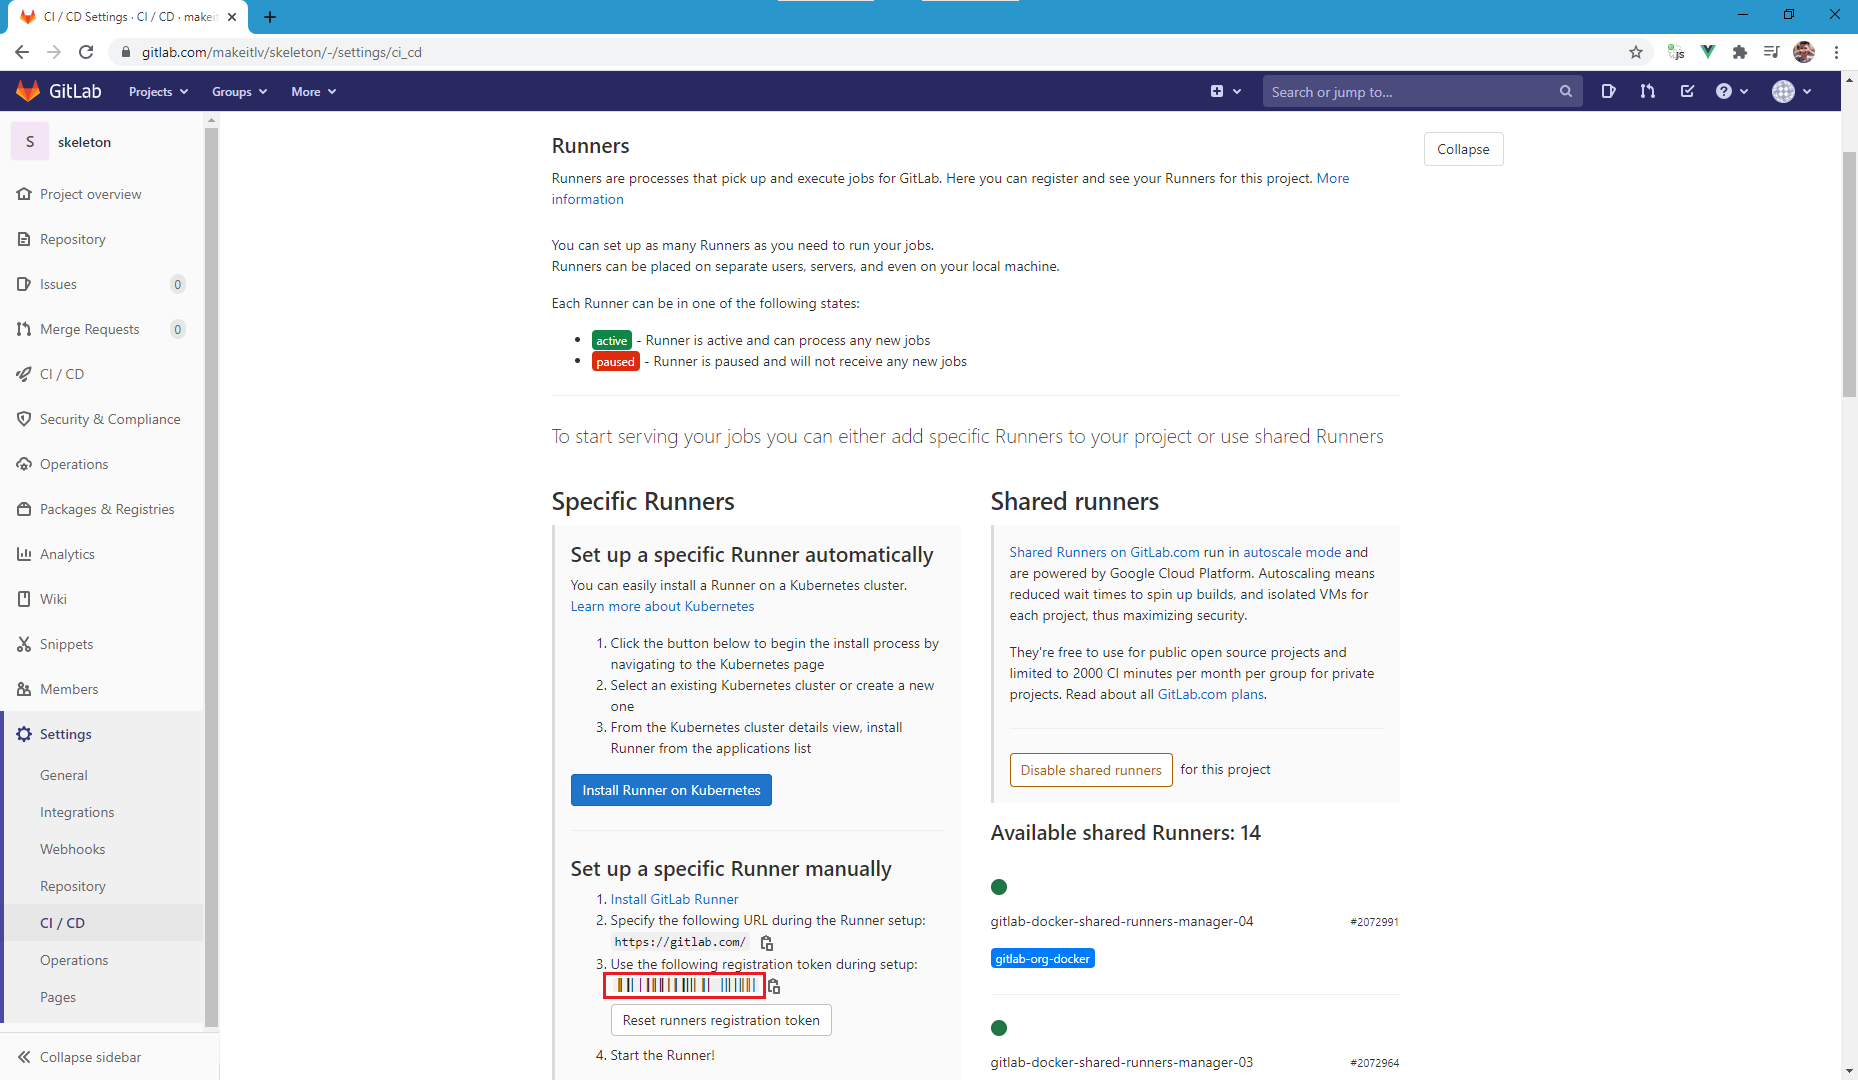 CI / CD Settings · CI / CD · makeit
gitlab.com/makeitlv/skeleton/-/settings/ci_cd
GitLab
Projects
Groups
More
Search or jump to...
S
skeleton
Project overview
Repository
Issues
0
Merge Requests
0
CI / CD
Security & Compliance
Operations
Packages & Registries
Analytics
Wiki
Snippets
Members
Settings
General
Integrations
Webhooks
Repository
CI / CD
Operations
Pages
Collapse sidebar
Runners
Collapse
Runners are processes that pick up and execute jobs for GitLab. Here you can register and see your Runners for this project. More
information
You can set up as many Runners as you need to run your jobs.
Runners can be placed on separate users, servers, and even on your local machine.
Each Runner can be in one of the following states:
• active - Runner is active and can process any new jobs
• paused - Runner is paused and will not receive any new jobs
To start serving your jobs you can either add specific Runners to your project or use shared Runners
Specific Runners
Set up a specific Runner automatically
You can easily install a Runner on a Kubernetes cluster.
Learn more about Kubernetes
1. Click the button below to begin the install process by
navigating to the Kubernetes page
2. Select an existing Kubernetes cluster or create a new
one
3. From the Kubernetes cluster details view, install
Runner from the applications list
Install Runner on Kubernetes
Set up a specific Runner manually
1. Install GitLab Runner
2. Specify the following URL during the Runner setup:
https://gitlab.com/
3. Use the following registration token during setup:
Reset runners registration token
4. Start the Runner!
Shared runners
Shared Runners on GitLab.com run in autoscale mode and
are powered by Google Cloud Platform. Autoscaling means
reduced wait times to spin up builds, and isolated VMs for
each project, thus maximizing security.
They're free to use for public open source projects and
limited to 2000 CI minutes per month per group for private
projects. Read about all GitLab.com plans.
Disable shared runners for this project
Available shared Runners: 14
gitlab-docker-shared-runners-manager-04
#2072991
gitlab-org-docker
gitlab-docker-shared-runners-manager-03
#2072964